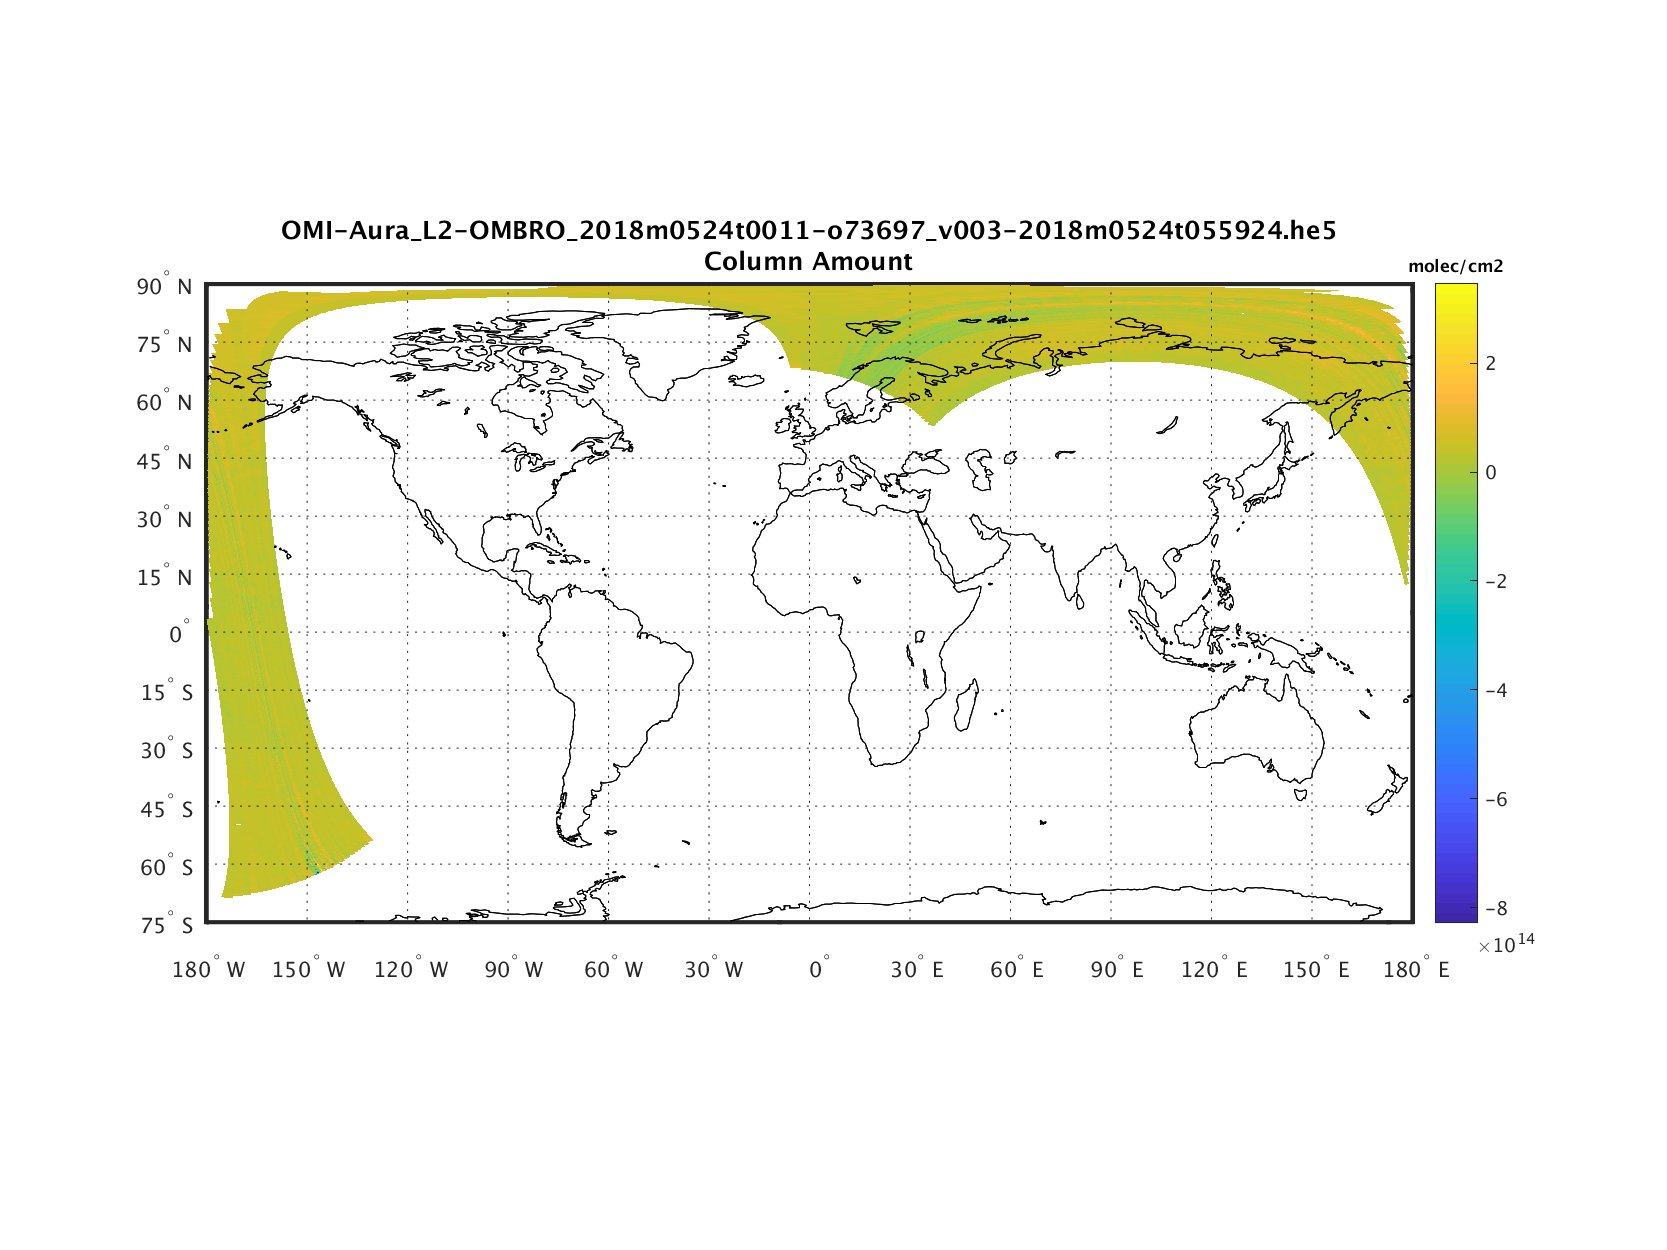 OMI-Aura_L2-OMBRO_2018m0524t0011-o73697_v003-2018m0524t055924.he5
Column Amount
molec/cm2
90° N
75° N
60° N
45° N
30° N
15° N
0°
15° S
30° S
45° S
60° S
75° S
180° W 150° W 120° W 90° W 60° W 30° W 0° 30° E 60° E 90° E 120° E 150° E 180° E
2
0
-2
-4
-6
-8
×10¹⁴